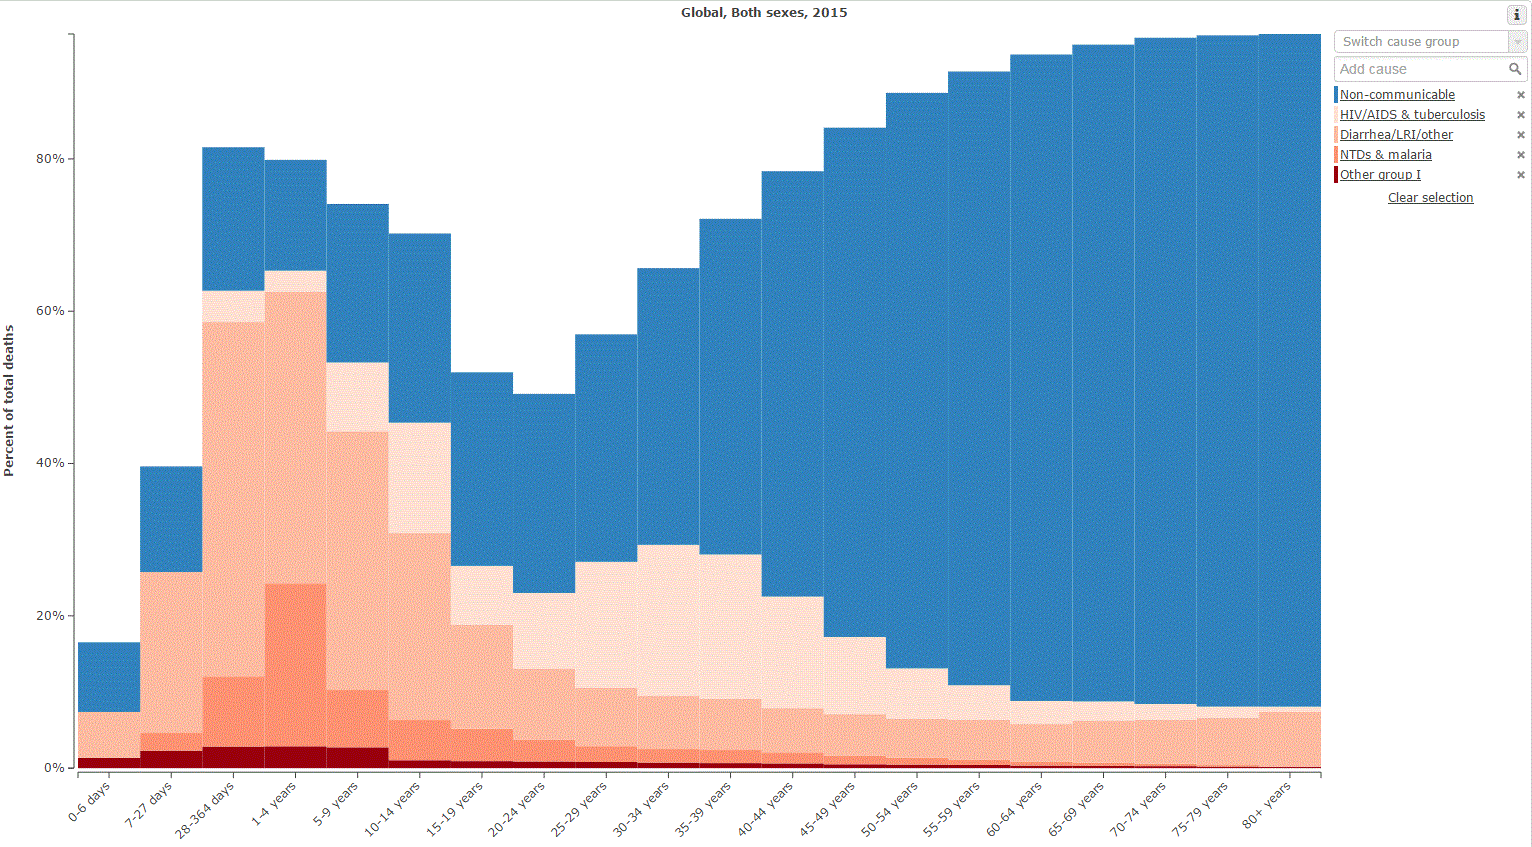 Global, Both sexes, 2015
i
Switch cause group
Add cause
Non-communicable
HIV/AIDS & tuberculosis
Diarrhea/LRI/other
NTDs & malaria
Other group I
Clear selection
Percent of total deaths
80%
60%
40%
20%
0%
0-6 days
7-27 days
28-364 days
1-4 years
5-9 years
10-14 years
15-19 years
20-24 years
25-29 years
30-34 years
35-39 years
40-44 years
45-49 years
50-54 years
55-59 years
60-64 years
65-69 years
70-74 years
75-79 years
80+ years